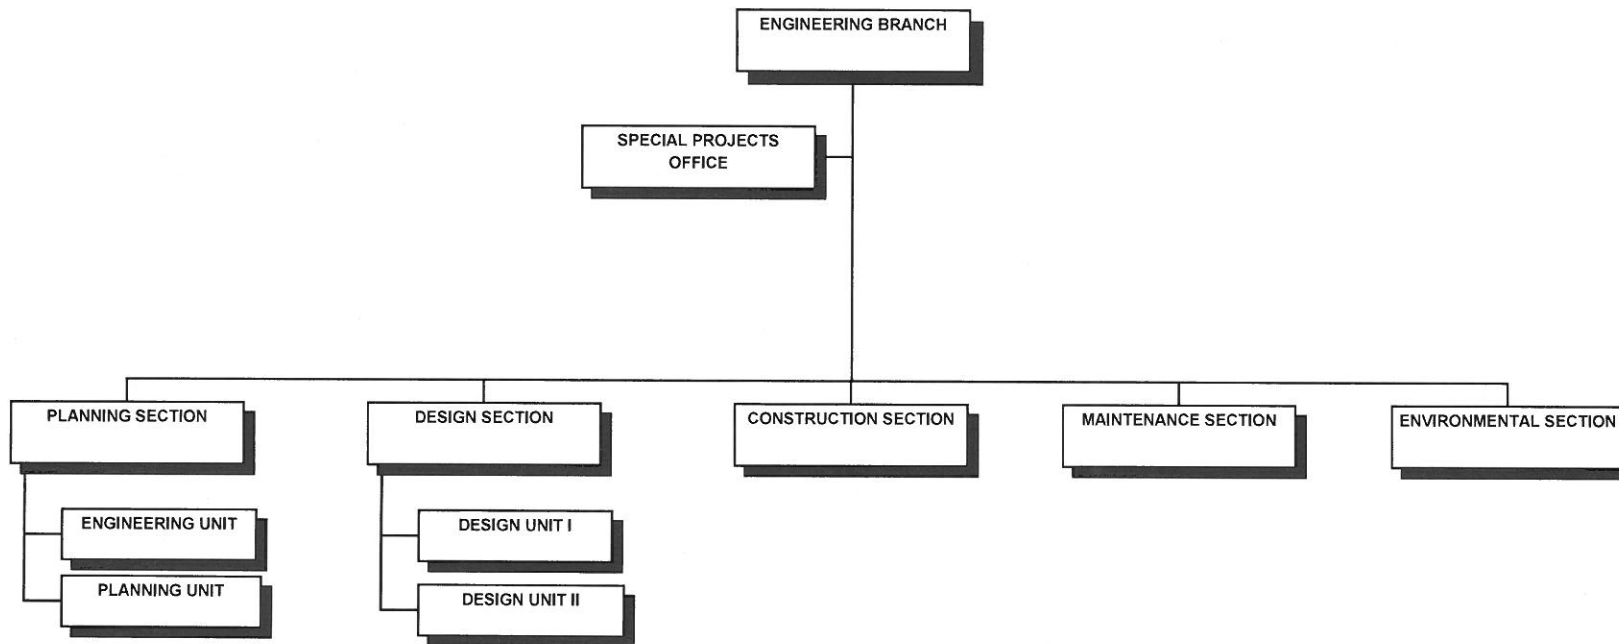 ENGINEERING BRANCH
SPECIAL PROJECTS
OFFICE
PLANNING SECTION
DESIGN SECTION
CONSTRUCTION SECTION
MAINTENANCE SECTION
ENVIRONMENTAL SECTION
ENGINEERING UNIT
DESIGN UNIT I
PLANNING UNIT
DESIGN UNIT II